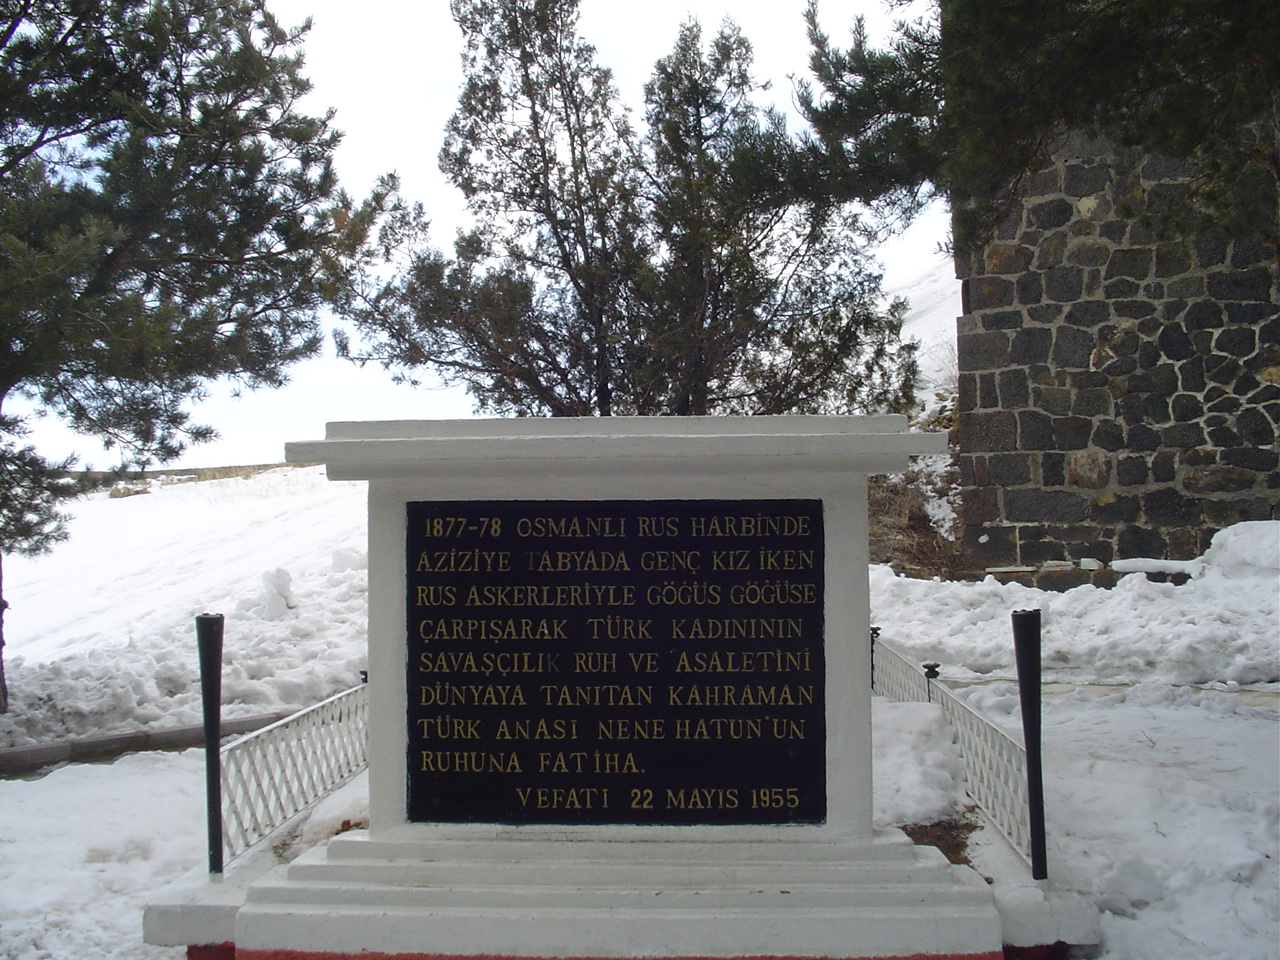 1877-78 OSMANLI RUS HARBİNDE
AZİZİYE TABYADA GENÇ KIZ İKEN
RUS ASKERLERİYLE GÖĞÜS GÖĞÜSE
ÇARPIŞARAK TÜRK KADINININ
SAVAŞÇILIK RUH VE ASALETİNİ
DÜNYAYA TANITAN KAHRAMAN
TÜRK ANASI NENE HATUN'UN
RUHUNA FATİHA.
VEFATI 22 MAYIS 1955